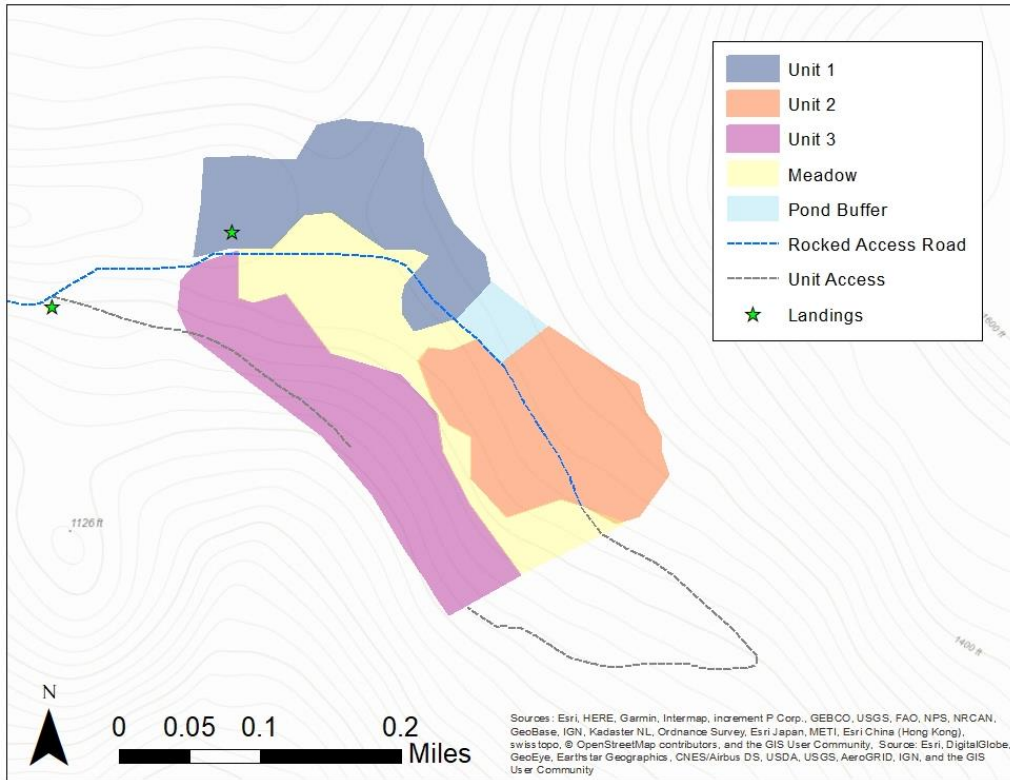 Unit 1
Unit 2
Unit 3
Meadow
Pond Buffer
Rocked Access Road
Unit Access
Landings
1600 ft
1126 ft
1400 ft
N
0 0.05 0.1 0.2
Miles
Sources: Esri, HERE, Garmin, Intermap, increment P Corp., GEBCO, USGS, FAO, NPS, NRCAN,
GeoBase, IGN, Kadaster NL, Ordnance Survey, Esri Japan, METI, Esri China (Hong Kong),
swisstopo, © OpenStreetMap contributors, and the GIS User Community, Source: Esri, DigitalGlobe,
GeoEye, Earthstar Geographics, CNES/Airbus DS, USDA, USGS, AeroGRID, IGN, and the GIS
User Community